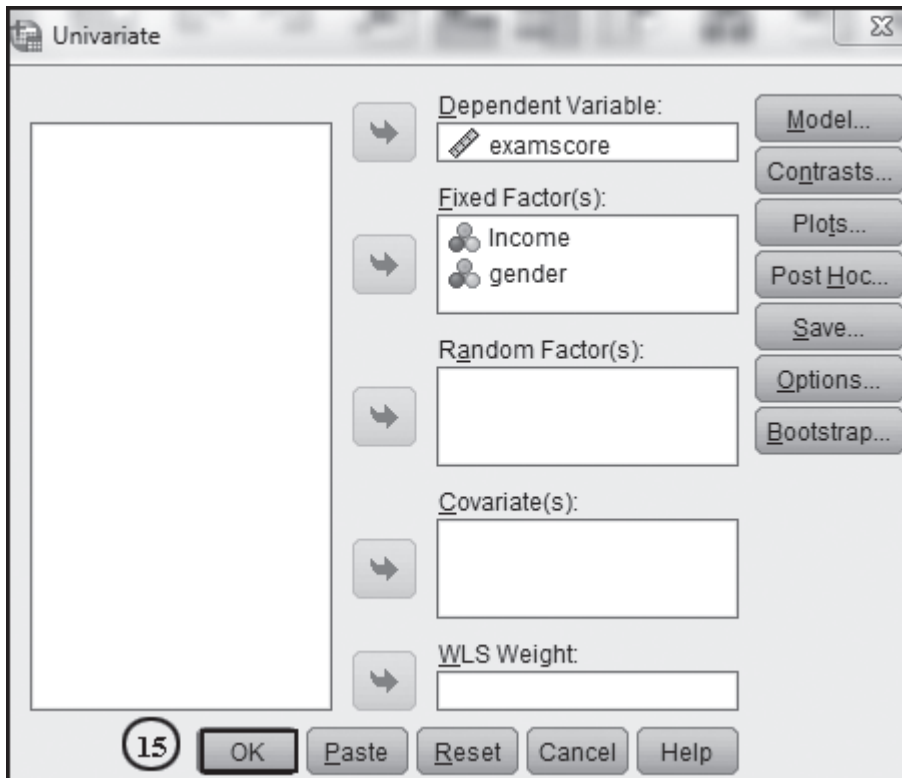 Univariate
Dependent Variable:
examscore
Fixed Factor(s):
Income
gender
Random Factor(s):
Covariate(s):
WLS Weight:
Model...
Contrasts...
Plots...
Post Hoc...
Save...
Options...
Bootstrap...
15
OK
Paste
Reset
Cancel
Help